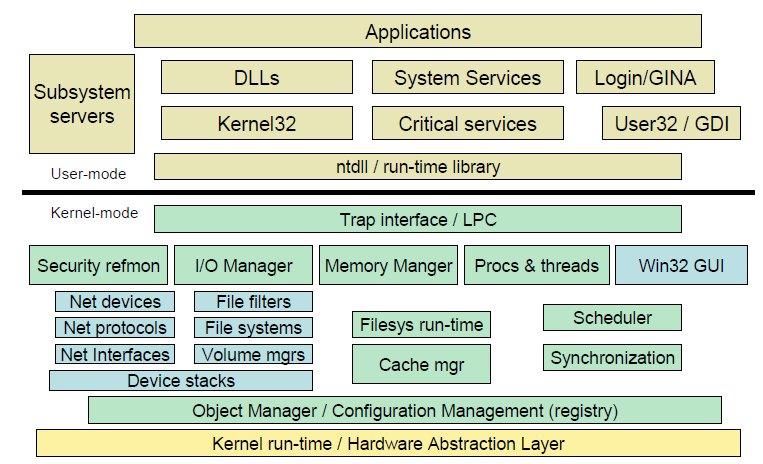 Applications
Subsystem
servers
DLLs
System Services
Login/GINA
Kernel32
Critical services
User32 / GDI
ntdll / run-time library
User-mode
Kernel-mode
Trap interface / LPC
Security refmon
I/O Manager
Memory Manger
Procs & threads
Win32 GUI
Net devices
File filters
Net protocols
File systems
Net Interfaces
Volume mgrs
Device stacks
Filesys run-time
Cache mgr
Scheduler
Synchronization
Object Manager / Configuration Management (registry)
Kernel run-time / Hardware Abstraction Layer